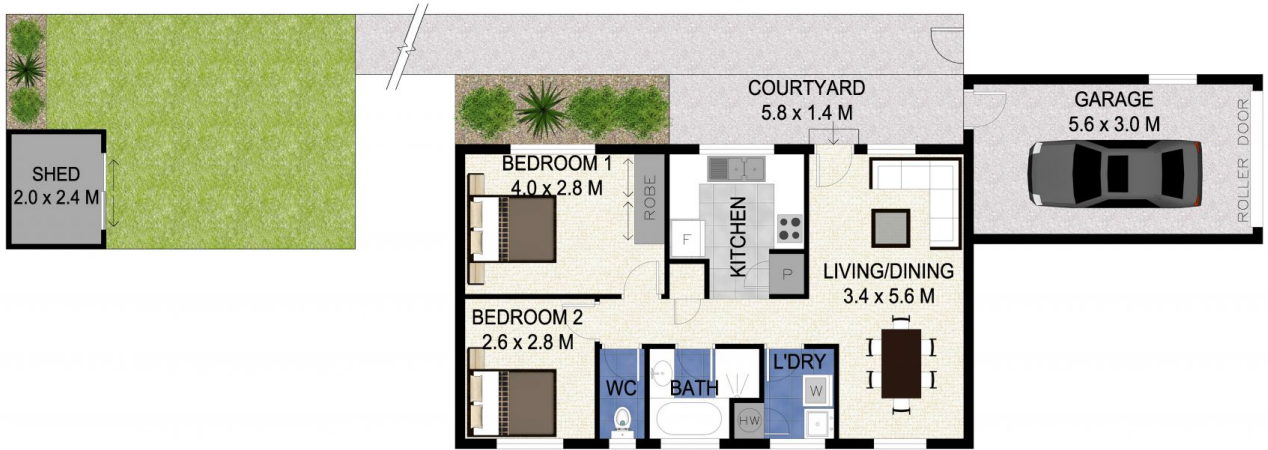 COURTYARD
5.8 x 1.4 M
GARAGE
5.6 x 3.0 M
ROLLER DOOR
SHED
2.0 x 2.4 M
BEDROOM 1
4.0 x 2.8 M
ROBE
F
KITCHEN
P
LIVING/DINING
3.4 x 5.6 M
BEDROOM 2
2.6 x 2.8 M
WC
BATH
L'DRY
W
HW